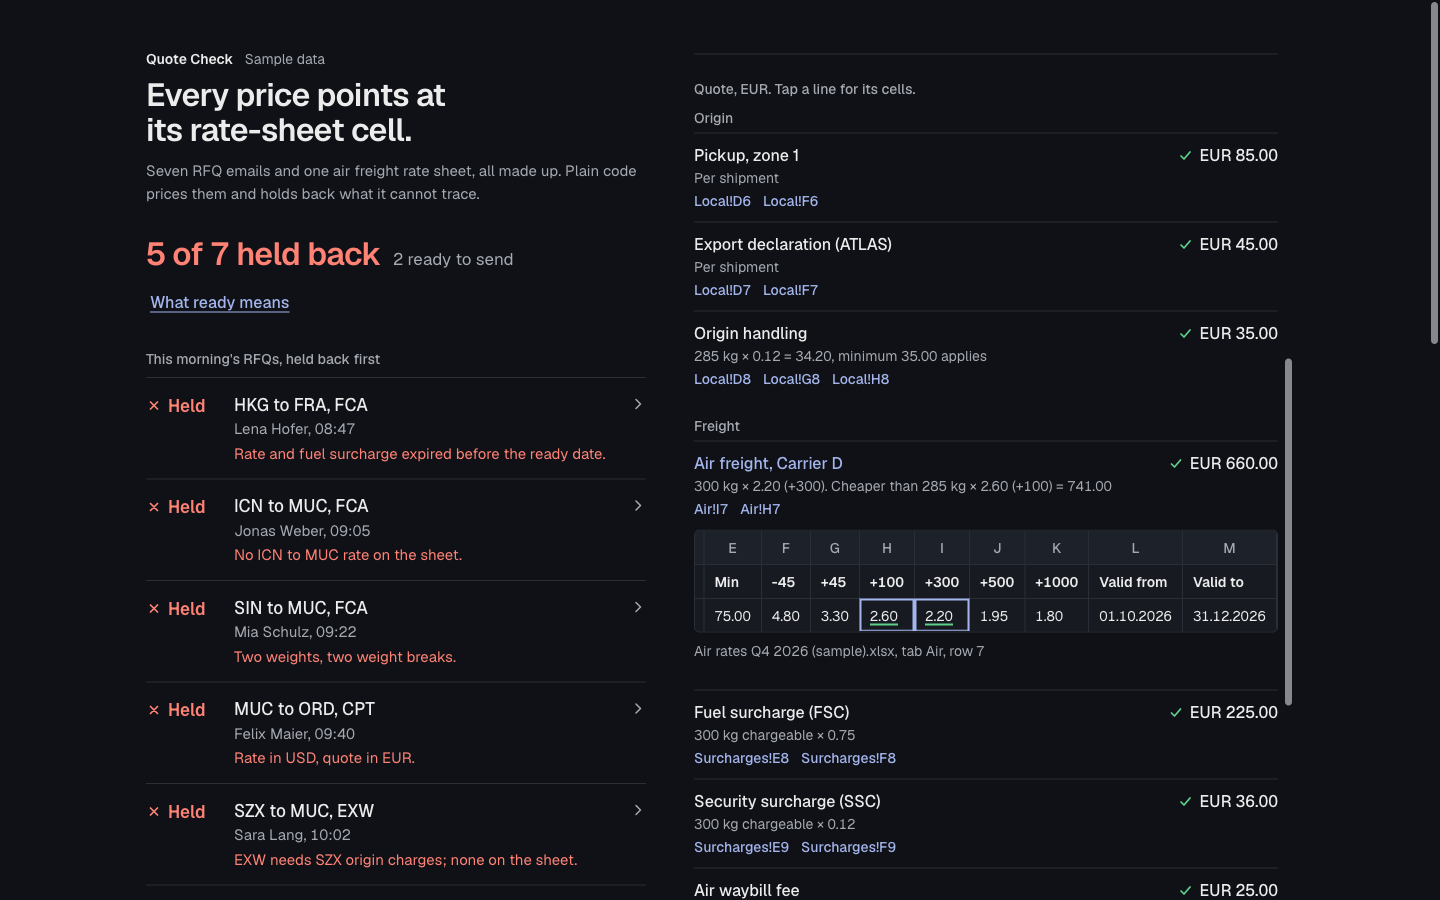 Quote Check Sample data
Every price points at
its rate-sheet cell.
Seven RFQ emails and one air freight rate sheet, all made up. Plain code
prices them and holds back what it cannot trace.
5 of 7 held back 2 ready to send
What ready means
This morning's RFQs, held back first
Held HKG to FRA, FCA
Lena Hofer, 08:47
Rate and fuel surcharge expired before the ready date.
Held ICN to MUC, FCA
Jonas Weber, 09:05
No ICN to MUC rate on the sheet.
Held SIN to MUC, FCA
Mia Schulz, 09:22
Two weights, two weight breaks.
Held MUC to ORD, CPT
Felix Maier, 09:40
Rate in USD, quote in EUR.
Held SZX to MUC, EXW
Sara Lang, 10:02
EXW needs SZX origin charges; none on the sheet.
Quote, EUR. Tap a line for its cells.
Origin
Pickup, zone 1 EUR 85.00
Per shipment
Local!D6 Local!F6
Export declaration (ATLAS) EUR 45.00
Per shipment
Local!D7 Local!F7
Origin handling EUR 35.00
285 kg × 0.12 = 34.20, minimum 35.00 applies
Local!D8 Local!G8 Local!H8
Freight
Air freight, Carrier D EUR 660.00
300 kg × 2.20 (+300). Cheaper than 285 kg × 2.60 (+100) = 741.00
Air!I7 Air!H7
E F G H I J K L M
Min -45 +45 +100 +300 +500 +1000 Valid from Valid to
75.00 4.80 3.30 2.60 2.20 1.95 1.80 01.10.2026 31.12.2026
Air rates Q4 2026 (sample).xlsx, tab Air, row 7
Fuel surcharge (FSC) EUR 225.00
300 kg chargeable × 0.75
Surcharges!E8 Surcharges!F8
Security surcharge (SSC) EUR 36.00
300 kg chargeable × 0.12
Surcharges!E9 Surcharges!F9
Air waybill fee EUR 25.00